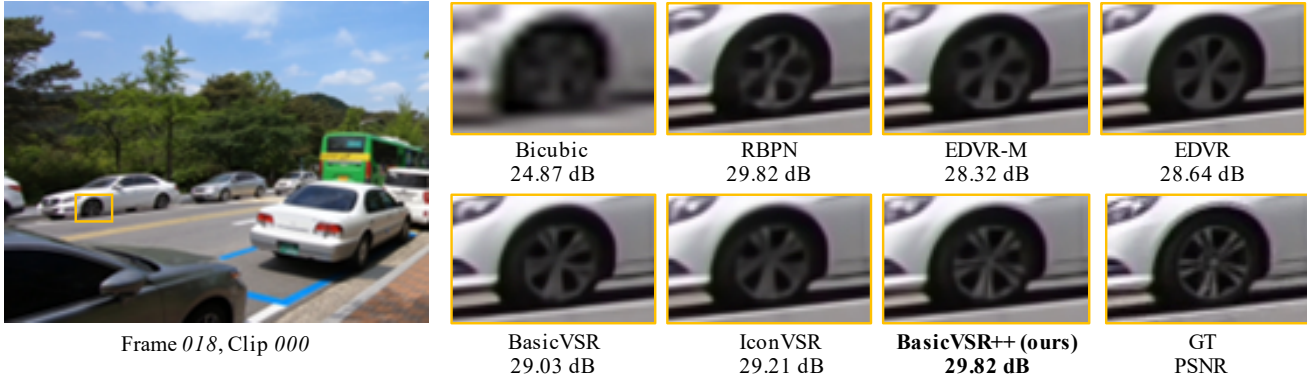 Bicubic
24.87 dB
RBPN
29.82 dB
EDVR-M
28.32 dB
EDVR
28.64 dB
BasicVSR
29.03 dB
IconVSR
29.21 dB
BasicVSR++ (ours)
29.82 dB
GT
PSNR
Frame 018, Clip 000